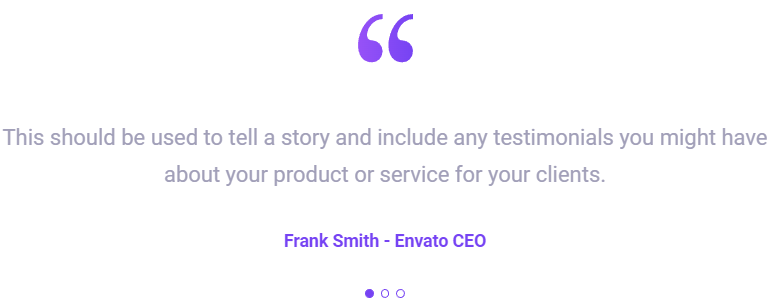 “
This should be used to tell a story and include any testimonials you might have
about your product or service for your clients.
Frank Smith - Envato CEO